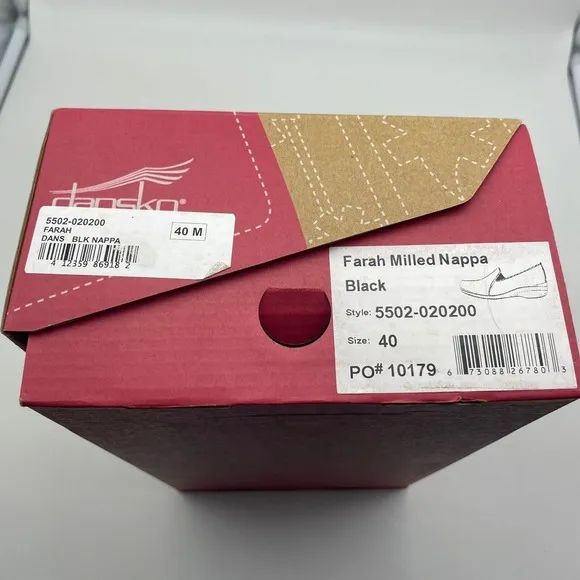 dansko®
5502-020200
FARAH
DANS BLK NAPPA
40 M
4 12359 86918 2
Farah Milled Nappa
Black
Style: 5502-020200
Size: 40
PO# 10179
6 73088 26780 3